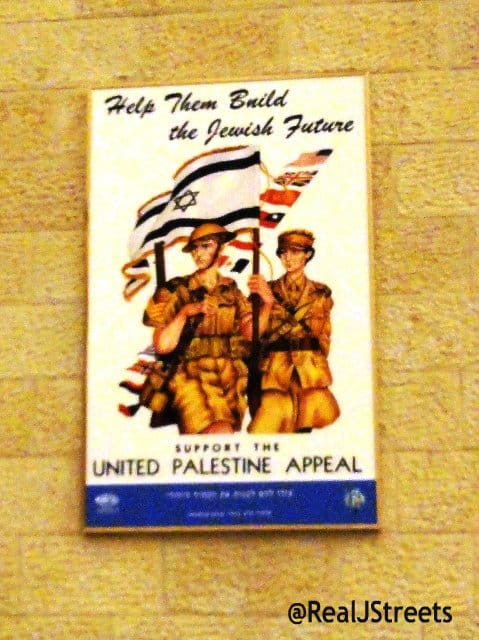 Help Them Build
the Jewish Future
SUPPORT THE
UNITED PALESTINE APPEAL
@RealJStreets